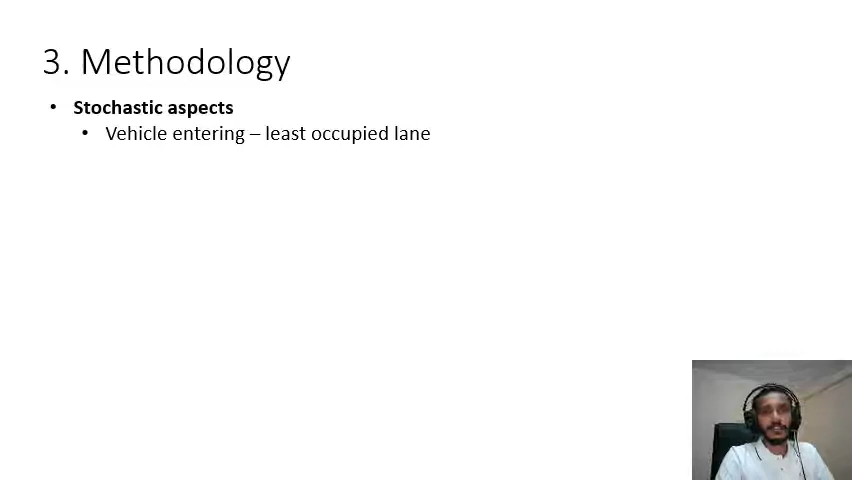 3. Methodology
• Stochastic aspects
• Vehicle entering – least occupied lane